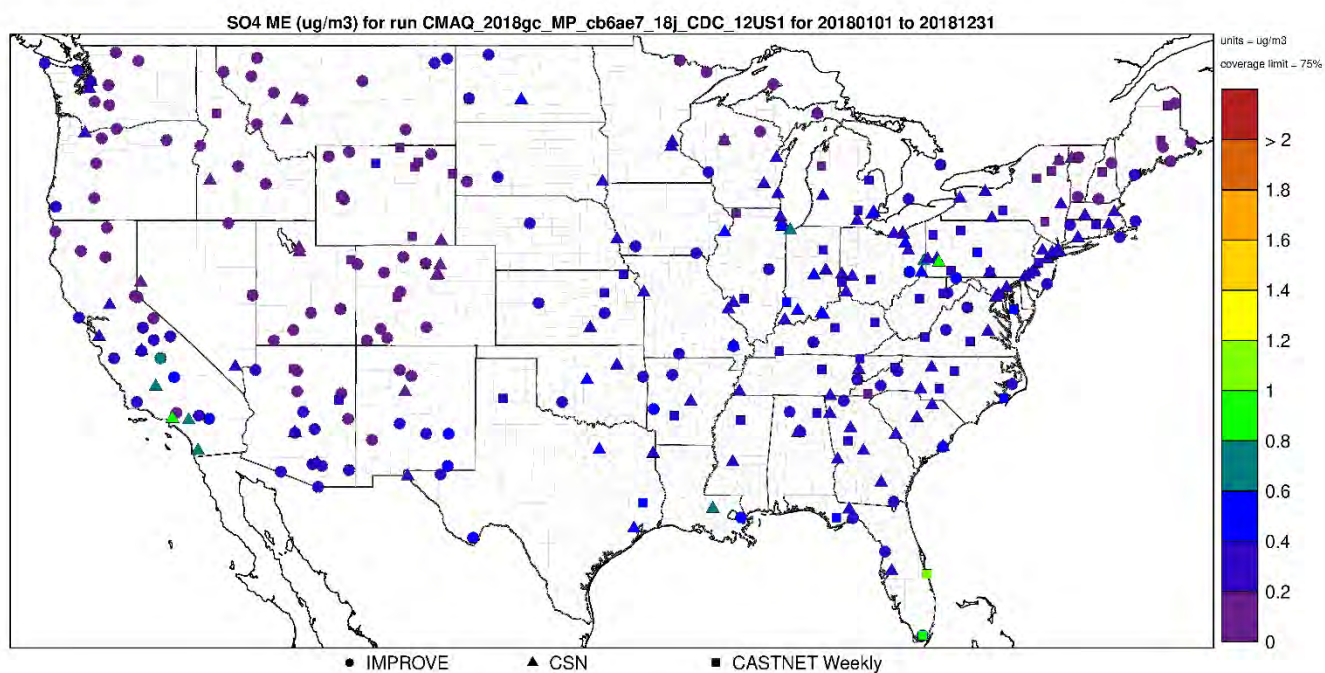 SO4 ME (ug/m3) for run CMAQ_2018gc_MP_cb6ae7_18j_CDC_12US1 for 20180101 to 20181231
units = ug/m3
coverage limit = 75%
> 2
1.8
1.6
1.4
1.2
1
0.8
0.6
0.4
0.2
0
IMPROVE CSN CASTNET Weekly